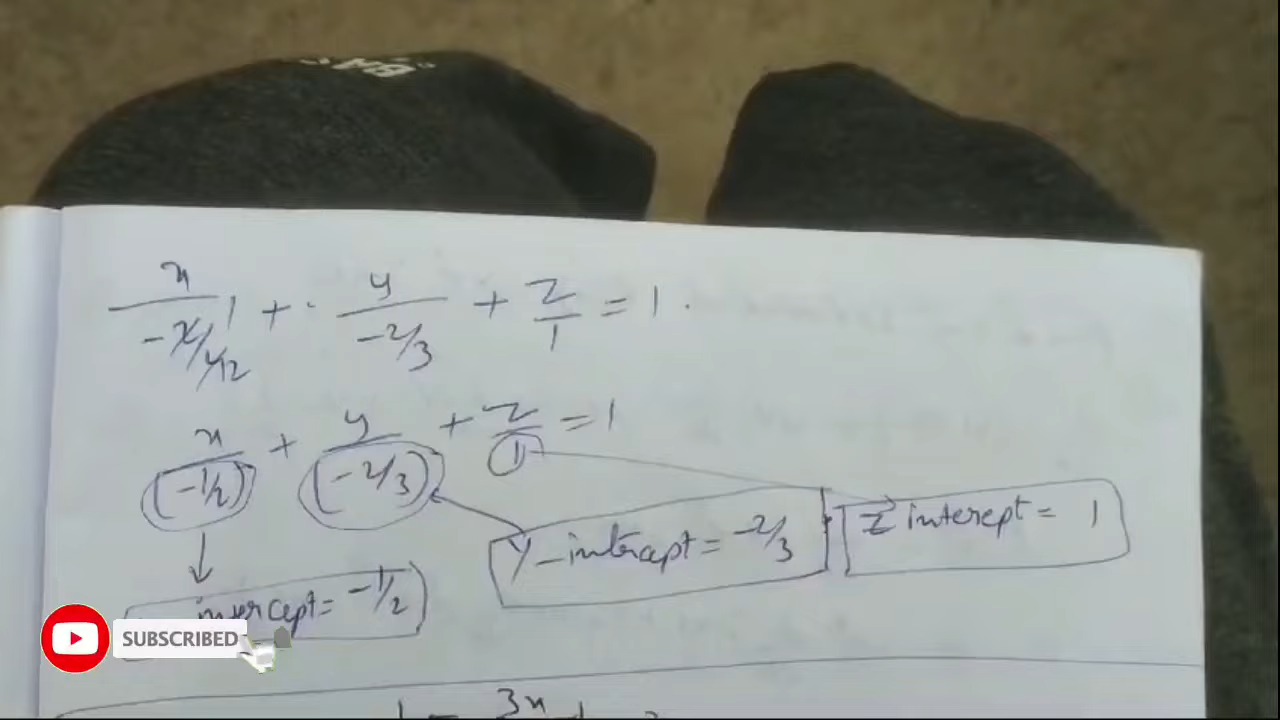 x/(-1/2) + y/(-2/3) + z/1 = 1
x/(-1/2) + y/(-2/3) + z/1 = 1
Y-intercept = -2/3
Z intercept = 1
intercept = -1/2
SUBSCRIBED
3x